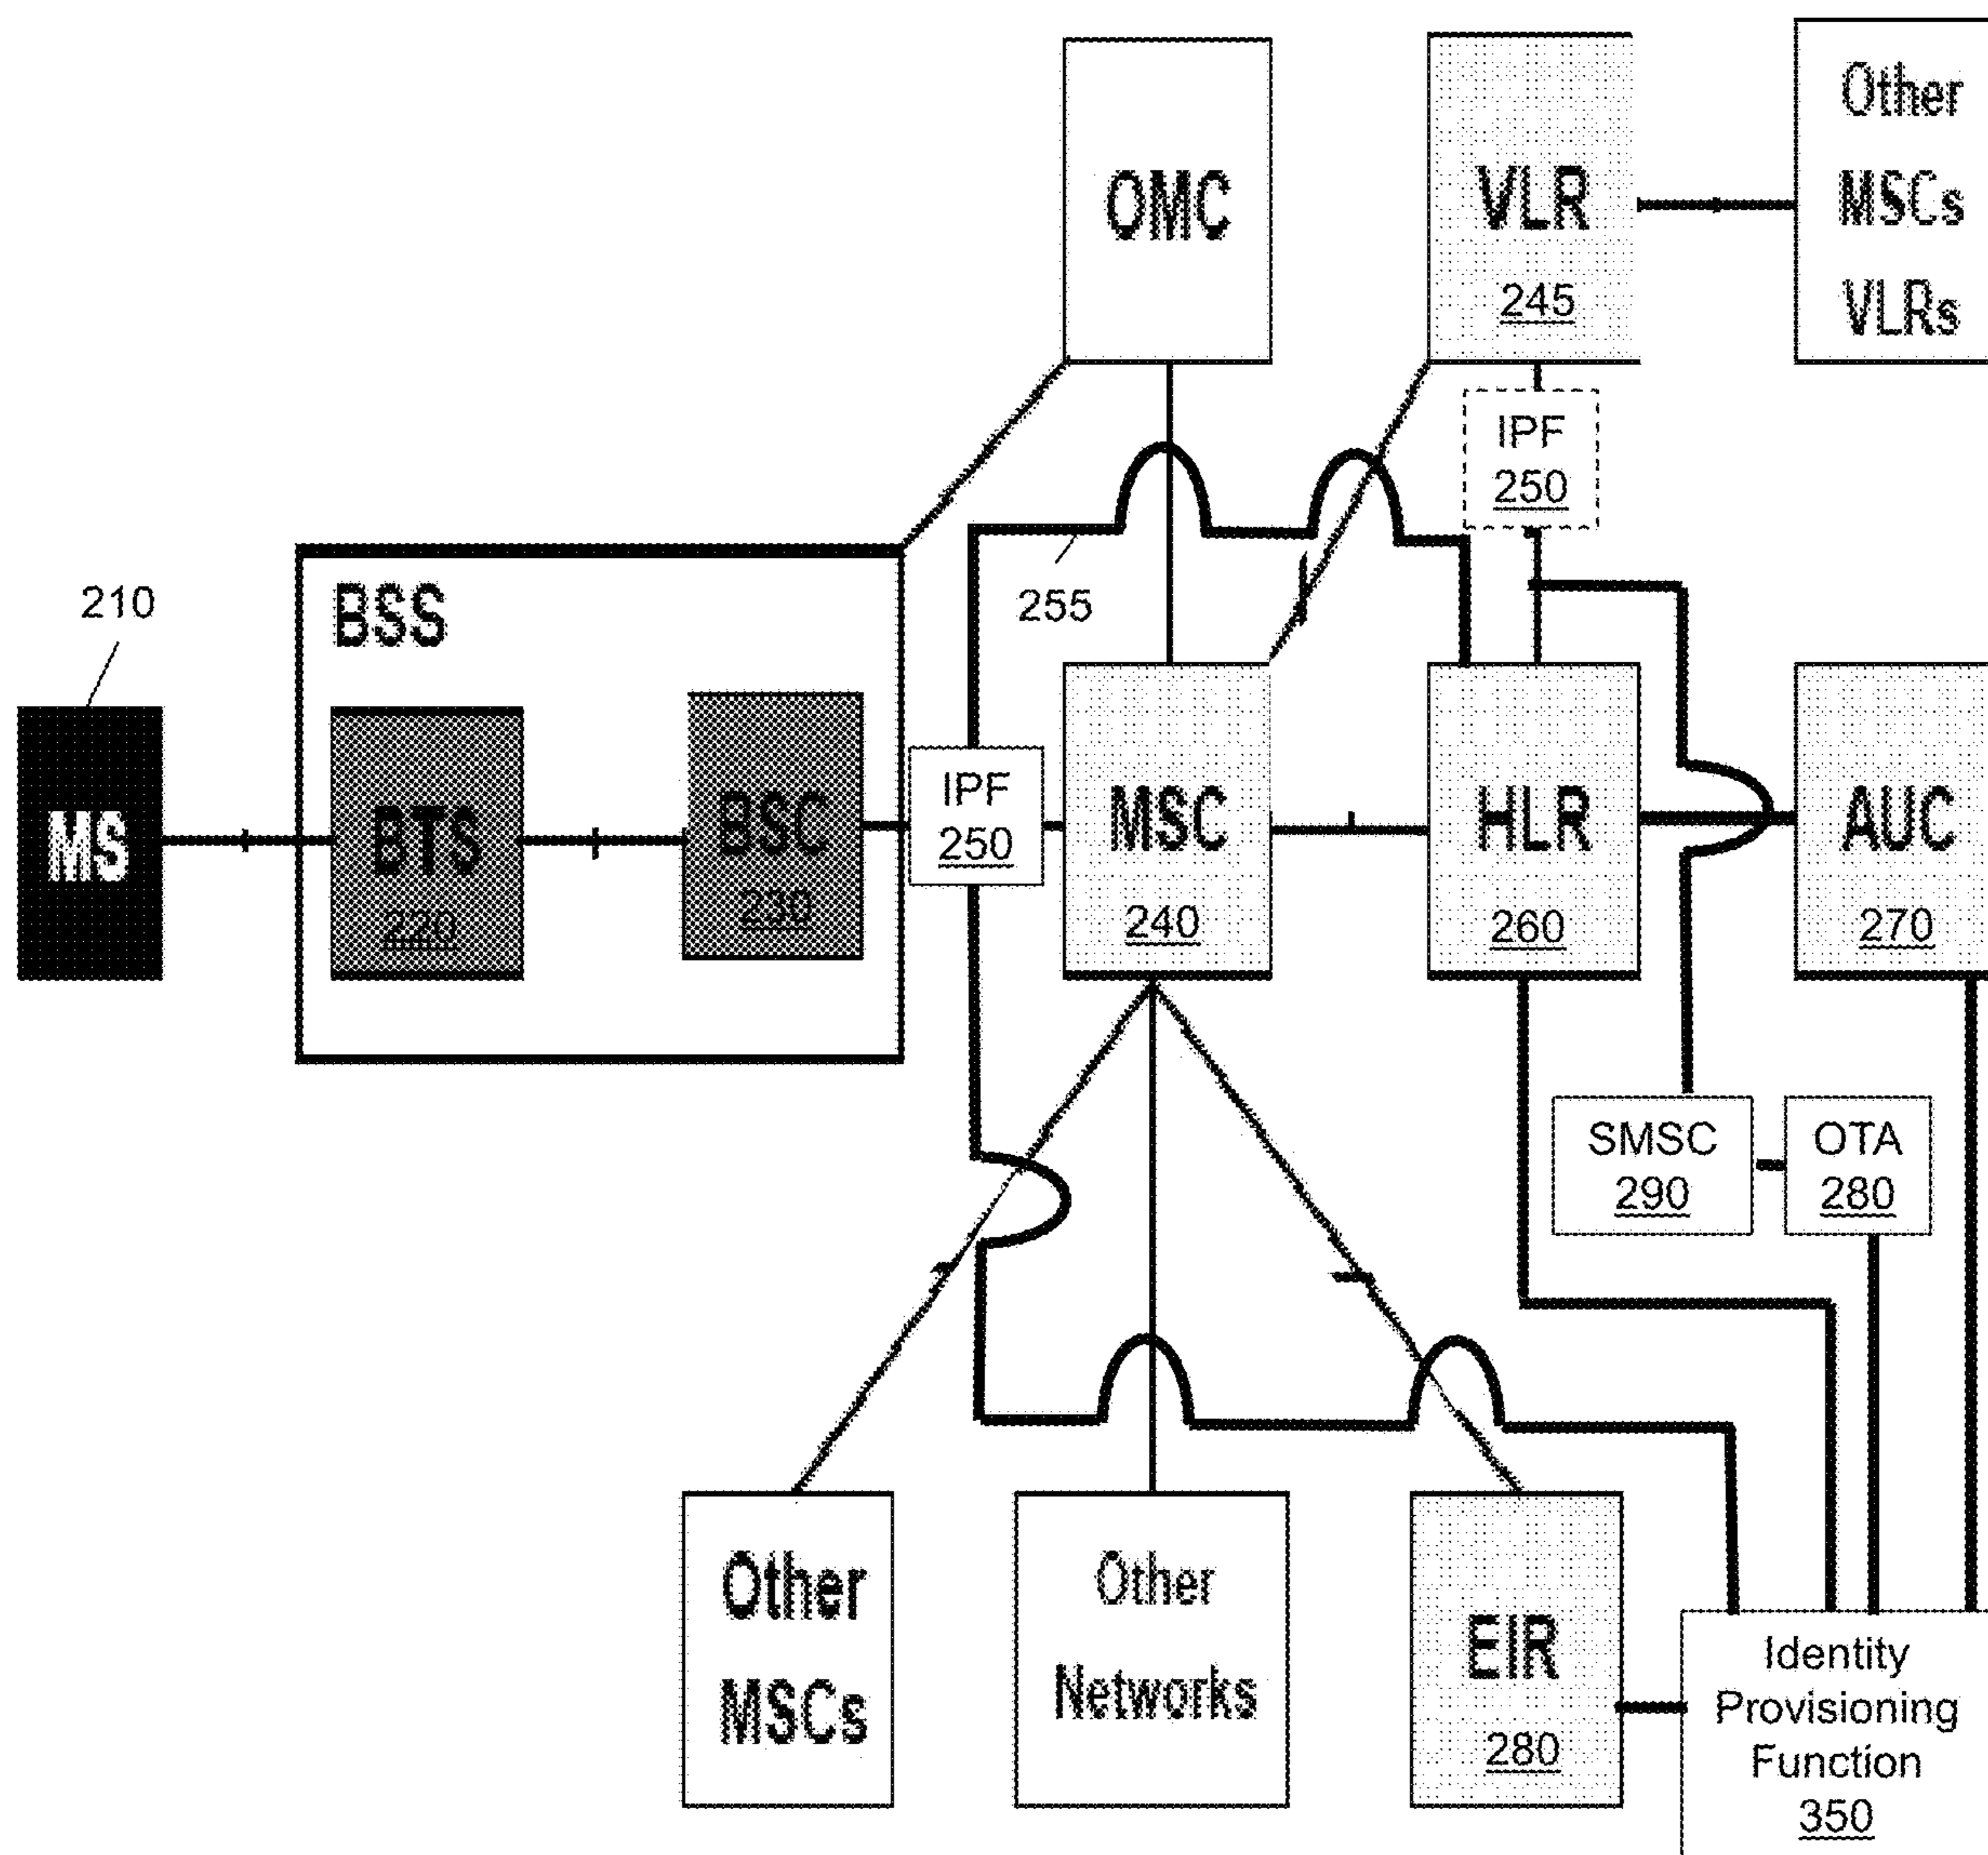 OMC
VLR
245
Other
MSCs
VLRs
IPF
250
210
BSS
255
MS
BTS
220
BSC
230
IPF
250
MSC
240
HLR
260
AUC
270
SMSC
290
OTA
280
Other
MSCs
Other
Networks
EIR
280
Identity
Provisioning
Function
350